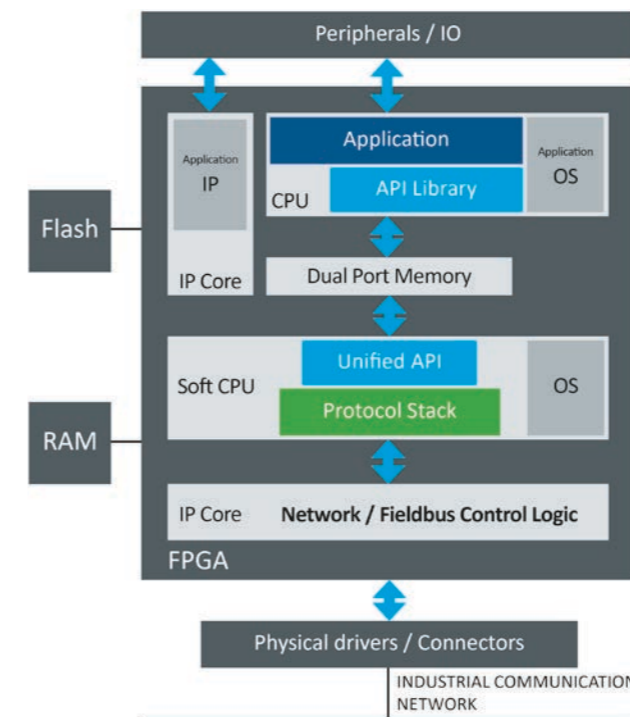 Peripherals / IO
Application
IP
IP Core
Application
API Library
CPU
Application
OS
Flash
Dual Port Memory
Soft CPU
Unified API
Protocol Stack
OS
RAM
IP Core
Network / Fieldbus Control Logic
FPGA
Physical drivers / Connectors
INDUSTRIAL COMMUNICATION
NETWORK